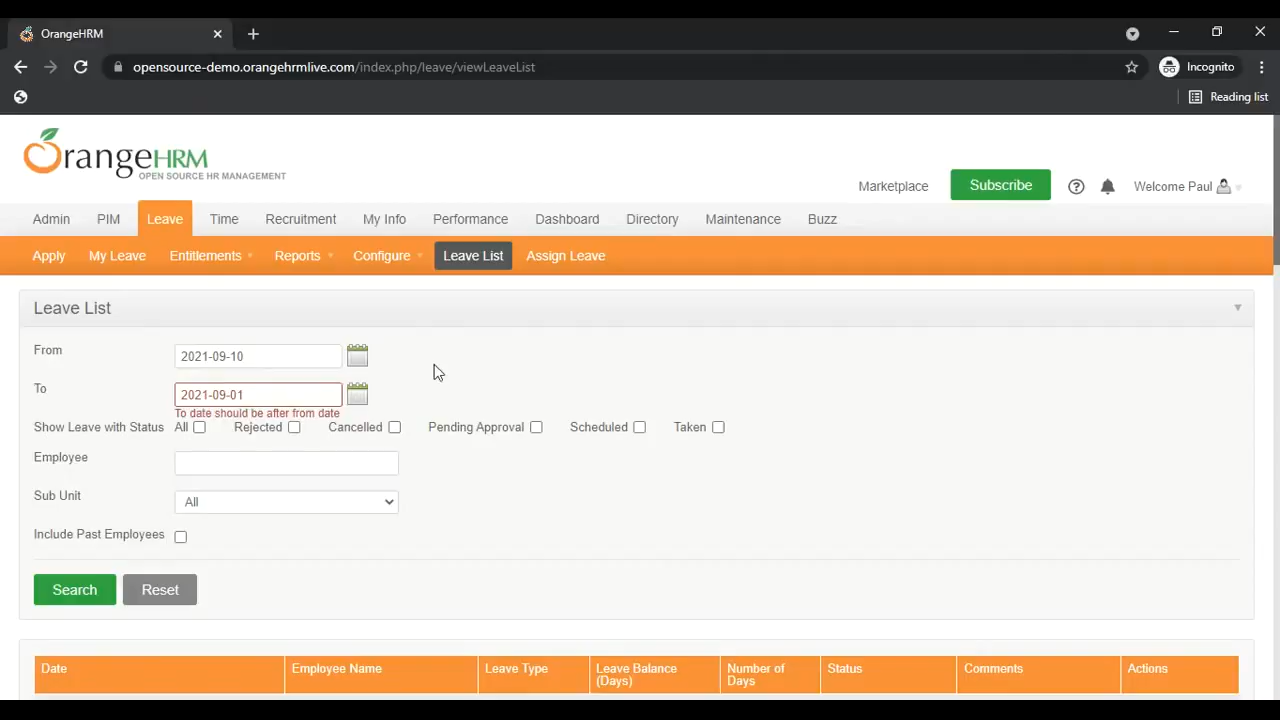 OrangeHRM
opensource-demo.orangehrmlive.com/index.php/leave/viewLeaveList
Incognito
Reading list
OrangeHRM
OPEN SOURCE HR MANAGEMENT
Marketplace Subscribe Welcome Paul
Admin PIM Leave Time Recruitment My Info Performance Dashboard Directory Maintenance Buzz
Apply My Leave Entitlements Reports Configure Leave List Assign Leave
Leave List
From 2021-09-10
To 2021-09-01
To date should be after from date
Show Leave with Status All Rejected Cancelled Pending Approval Scheduled Taken
Employee
Sub Unit All
Include Past Employees
Search Reset
Date Employee Name Leave Type Leave Balance (Days) Number of Days Status Comments Actions